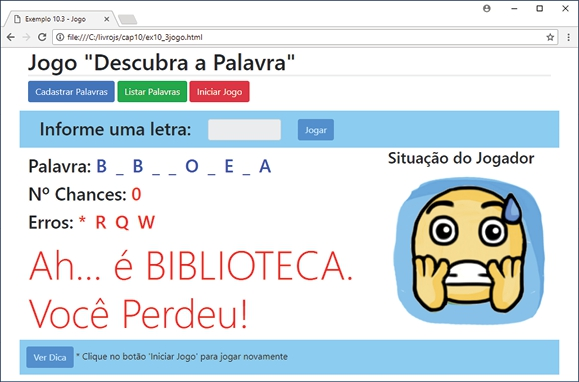 Exemplo 10.3 - Jogo
file:///C:/livrojs/cap10/ex10_3jogo.html
Jogo "Descubra a Palavra"
Cadastrar Palavras Listar Palavras Iniciar Jogo
Informe uma letra: Jogar
Palavra: B _ B _ _ O _ E _ A
Situação do Jogador
Nº Chances: 0
Erros: * R Q W
Ah... é BIBLIOTECA.
Você Perdeu!
Ver Dica * Clique no botão 'Iniciar Jogo' para jogar novamente